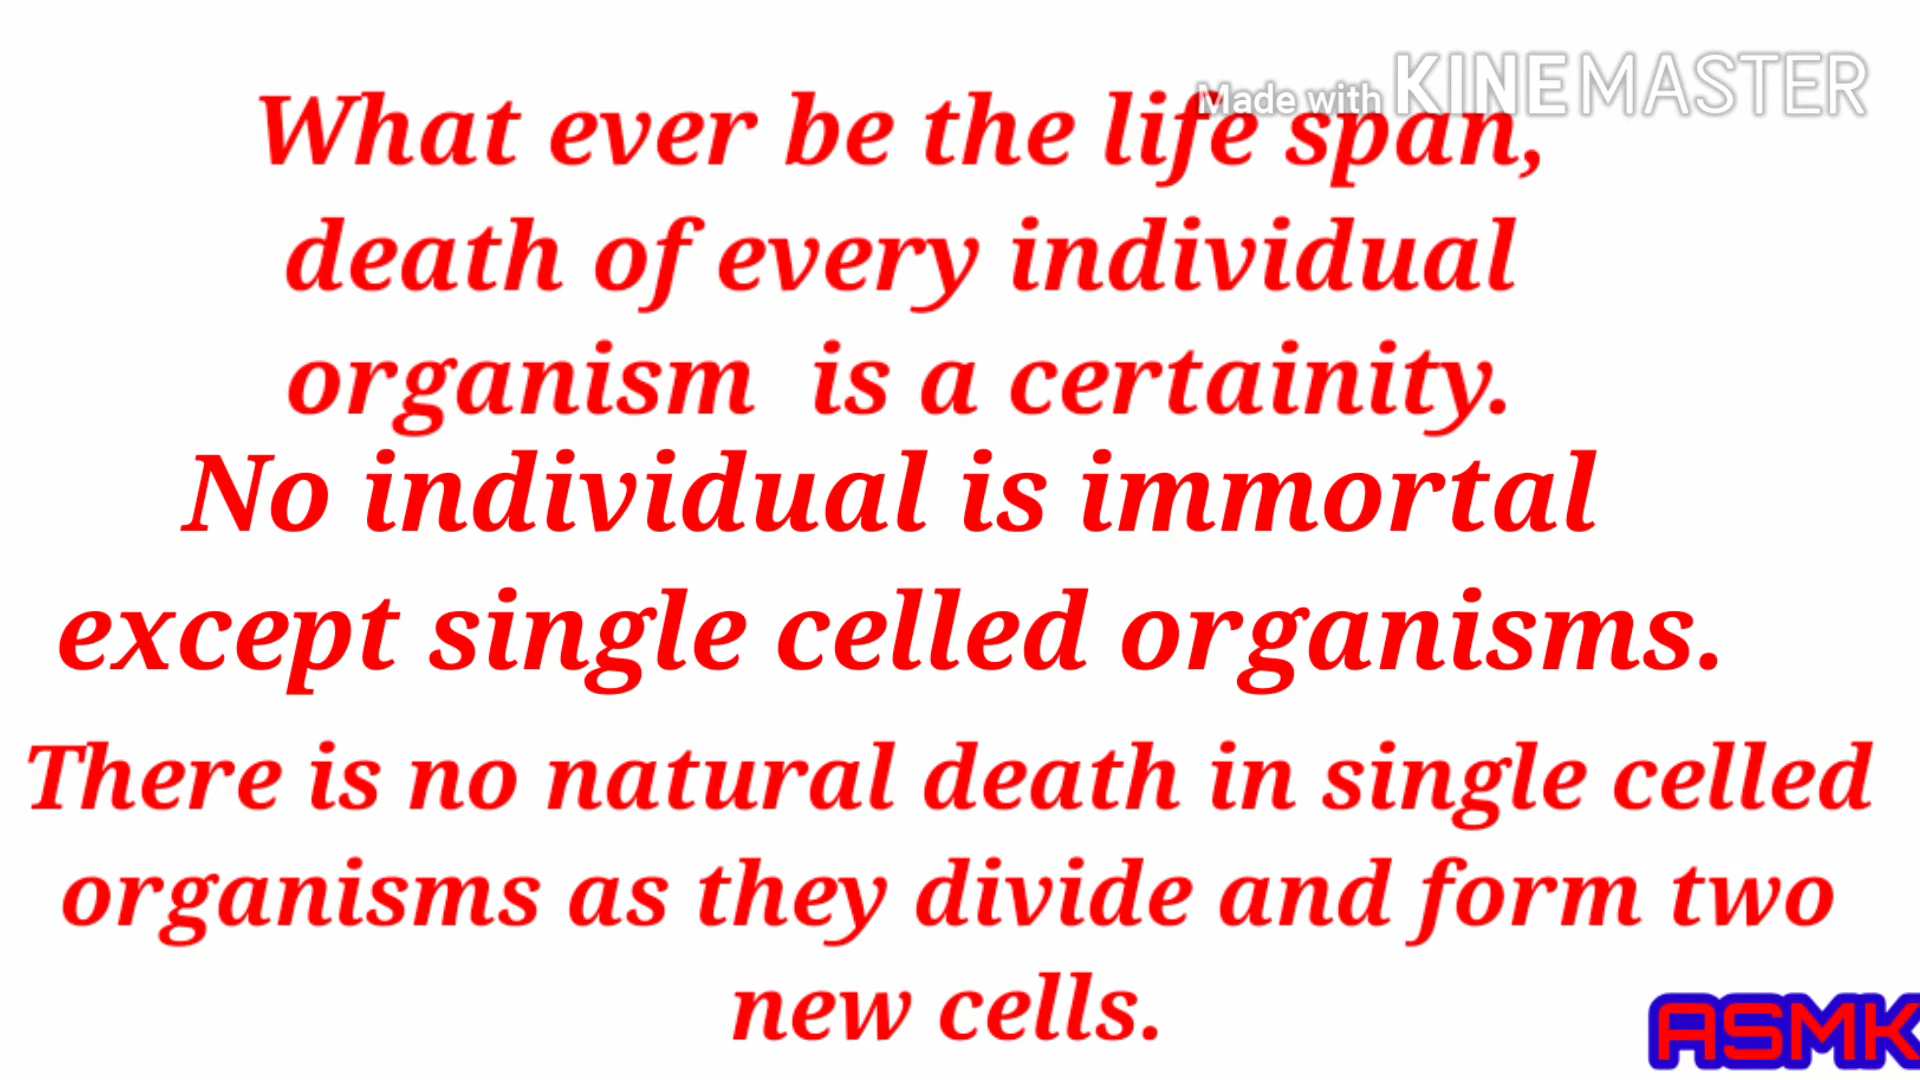 Made with KINEMASTER
What ever be the life span,
death of every individual
organism is a certainity.
No individual is immortal
except single celled organisms.
There is no natural death in single celled
organisms as they divide and form two
new cells.
ASMK